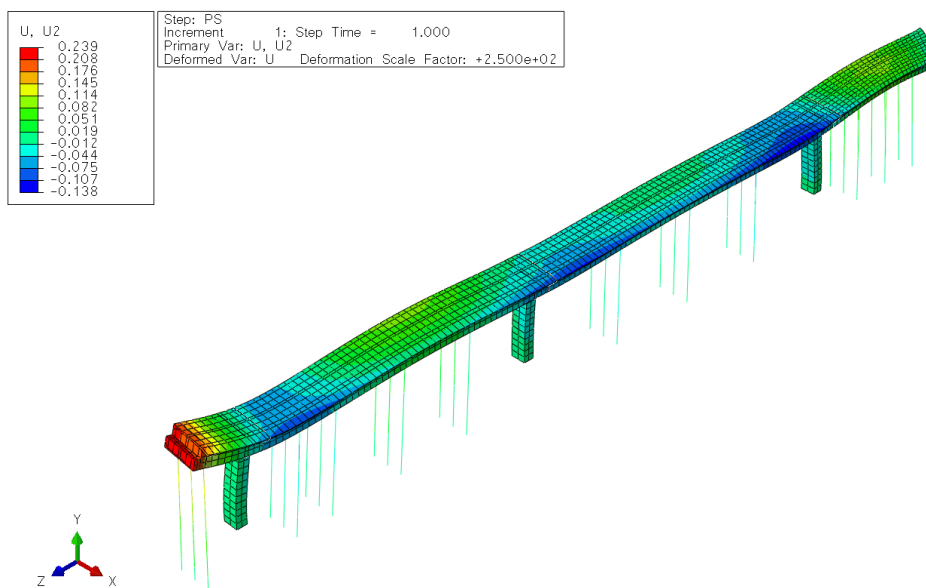 U, U2
0.239
0.208
0.176
0.145
0.114
0.082
0.051
0.019
-0.012
-0.044
-0.075
-0.107
-0.138
Step: PS
Increment 1: Step Time = 1.000
Primary Var: U, U2
Deformed Var: U Deformation Scale Factor: +2.500e+02
Y
Z
X